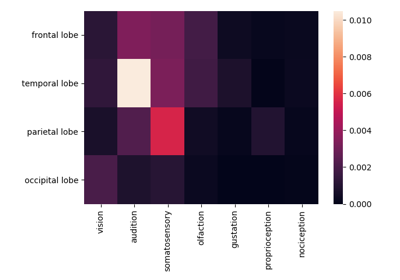 frontal lobe
temporal lobe
parietal lobe
occipital lobe
vision
audition
somatosensory
olfaction
gustation
proprioception
nociception
0.010
0.008
0.006
0.004
0.002
0.000